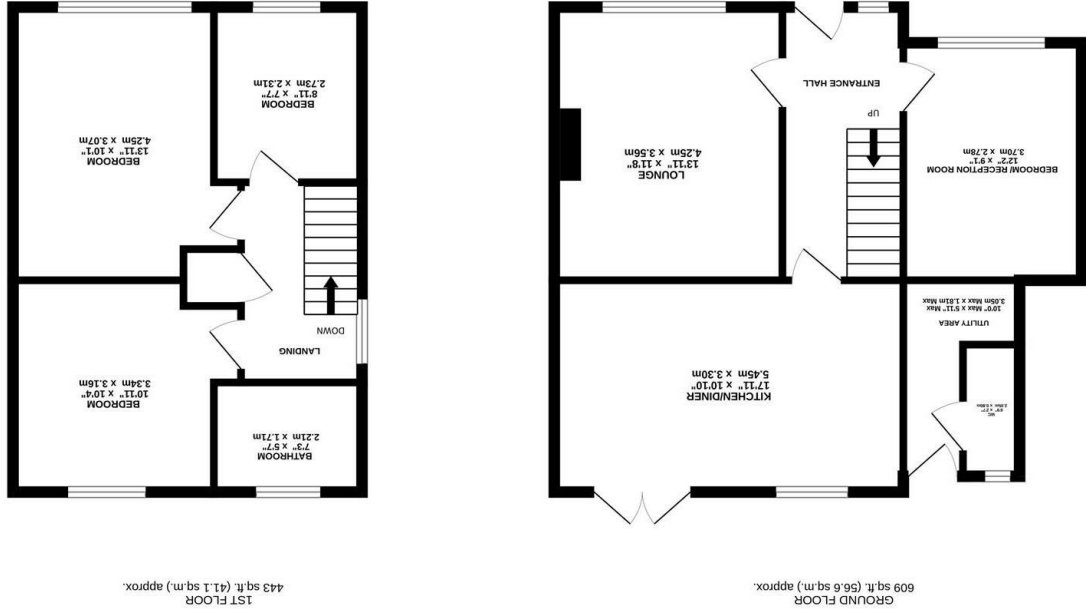 GROUND FLOOR
609 sq.ft. (56.6 sq.m.) approx.
WC
UTILITY AREA
10'0" Max x 5'11" Max
3.05m Max x 1.81m Max
KITCHEN/DINER
17'11" x 10'10"
5.45m x 3.30m
BEDROOM/ RECEPTION ROOM
12'2" x 9'1"
3.70m x 2.78m
UP
ENTRANCE HALL
LOUNGE
13'11" x 11'8"
4.25m x 3.56m
1ST FLOOR
443 sq.ft. (41.1 sq.m.) approx.
BATHROOM
7'3" x 5'7"
2.21m x 1.71m
BEDROOM
10'11" x 10'4"
3.34m x 3.16m
LANDING
DOWN
BEDROOM
8'11" x 7'7"
2.73m x 2.31m
BEDROOM
13'11" x 10'1"
4.25m x 3.07m